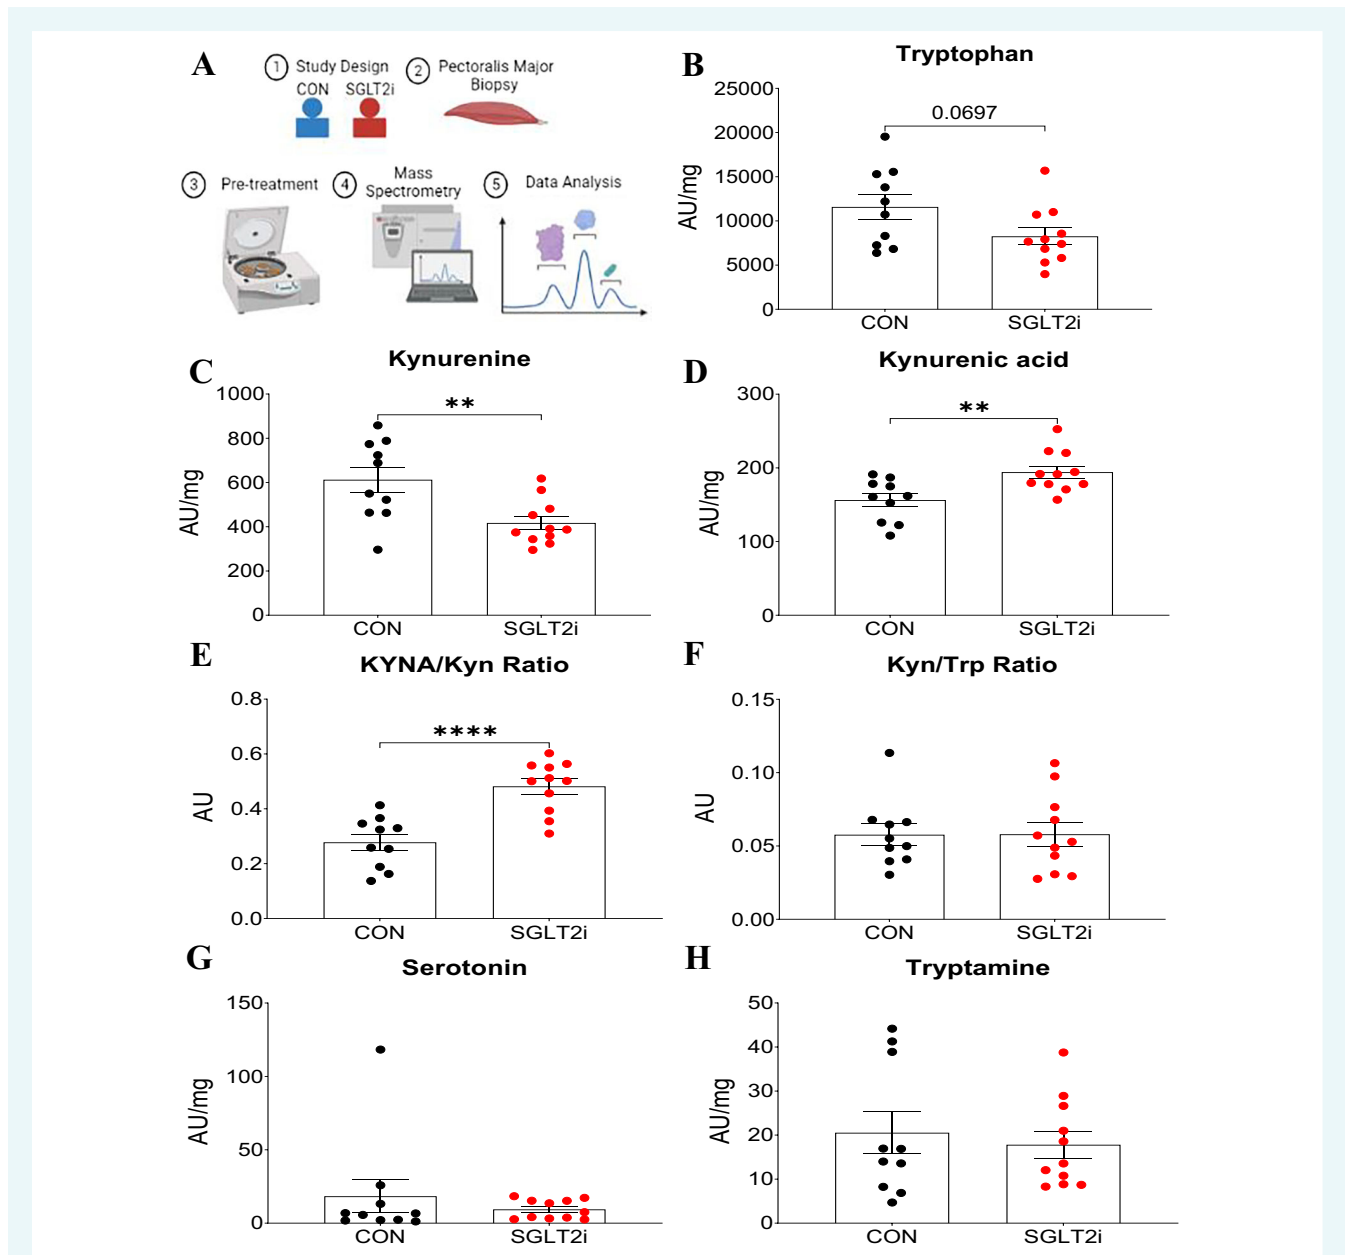 A
1 Study Design
CON SGLT2i
2 Pectoralis Major
Biopsy
3 Pre-treatment
4 Mass
Spectrometry
5 Data Analysis
B
Tryptophan
AU/mg
25000
20000
15000
10000
5000
0
0.0697
CON SGLT2i
C
Kynurenine
AU/mg
1000
800
600
400
200
0
**
CON SGLT2i
D
Kynurenic acid
AU/mg
300
200
100
0
**
CON SGLT2i
E
KYNA/Kyn Ratio
AU
0.8
0.6
0.4
0.2
0.0
****
CON SGLT2i
F
Kyn/Trp Ratio
AU
0.15
0.10
0.05
0.00
CON SGLT2i
G
Serotonin
AU/mg
150
100
50
0
CON SGLT2i
H
Tryptamine
AU/mg
50
40
30
20
10
0
CON SGLT2i